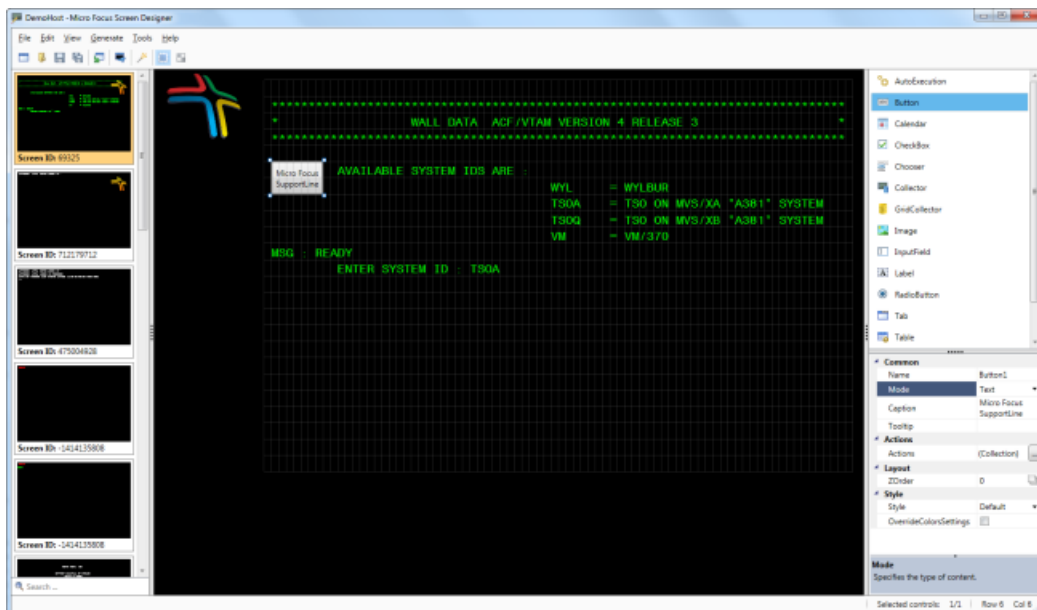 DemoHost - Micro Focus Screen Designer
File Edit View Generate Tools Help
Screen ID: 69325
Screen ID: 712179712
Screen ID: 475004928
Screen ID: -1414135808
Screen ID: -1414135808
Search ...
* WALL DATA ACF/VTAM VERSION 4 RELEASE 3 *
Micro Focus
SupportLine
AVAILABLE SYSTEM IDS ARE :
WYL = WYLBUR
TSOA = TSO ON MVS/XA "A381" SYSTEM
TSOQ = TSO ON MVS/XB "A381" SYSTEM
VM = VM/370
MSG : READY
ENTER SYSTEM ID : TSOA
AutoExecution
Button
Calendar
CheckBox
Chooser
Collector
GridCollector
Image
InputField
Label
RadioButton
Tab
Table
Common
Name Button1
Mode Text
Caption Micro Focus
SupportLine
Tooltip
Actions
Actions (Collection) ...
Layout
ZOrder 0
Style
Style Default
OverrideColorsSettings
Mode
Specifies the type of content.
Selected controls: 1/1 Row 6 Col 6